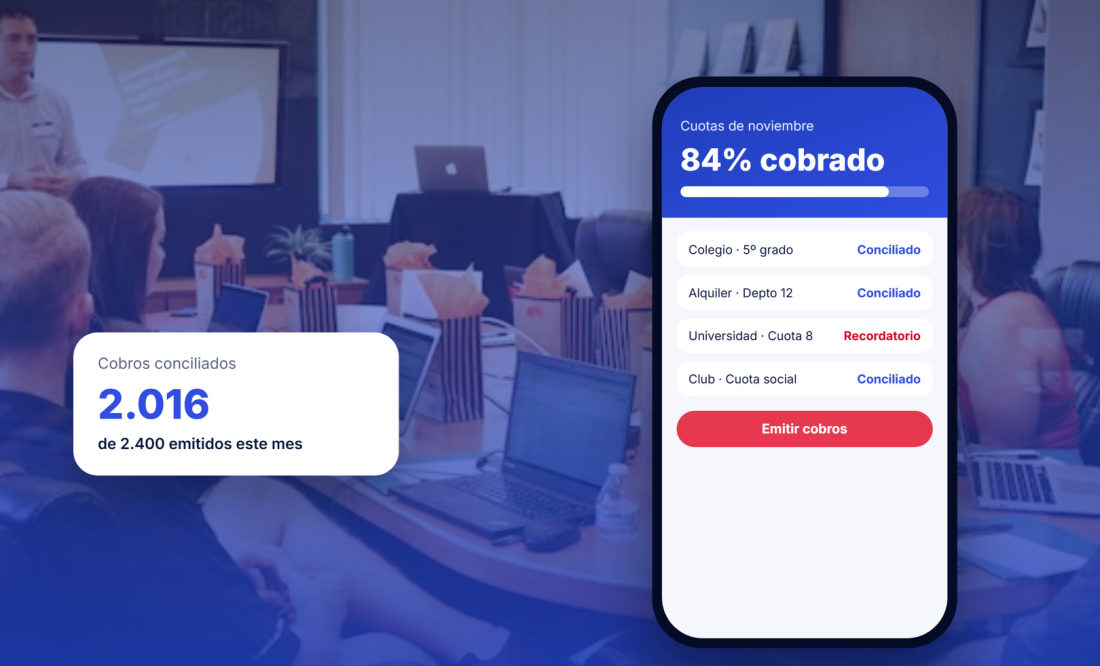 Cobros conciliados
2.016
de 2.400 emitidos este mes
Cuotas de noviembre
84% cobrado
Colegio · 5º grado Conciliado
Alquiler · Depto 12 Conciliado
Universidad · Cuota 8 Recordatorio
Club · Cuota social Conciliado
Emitir cobros